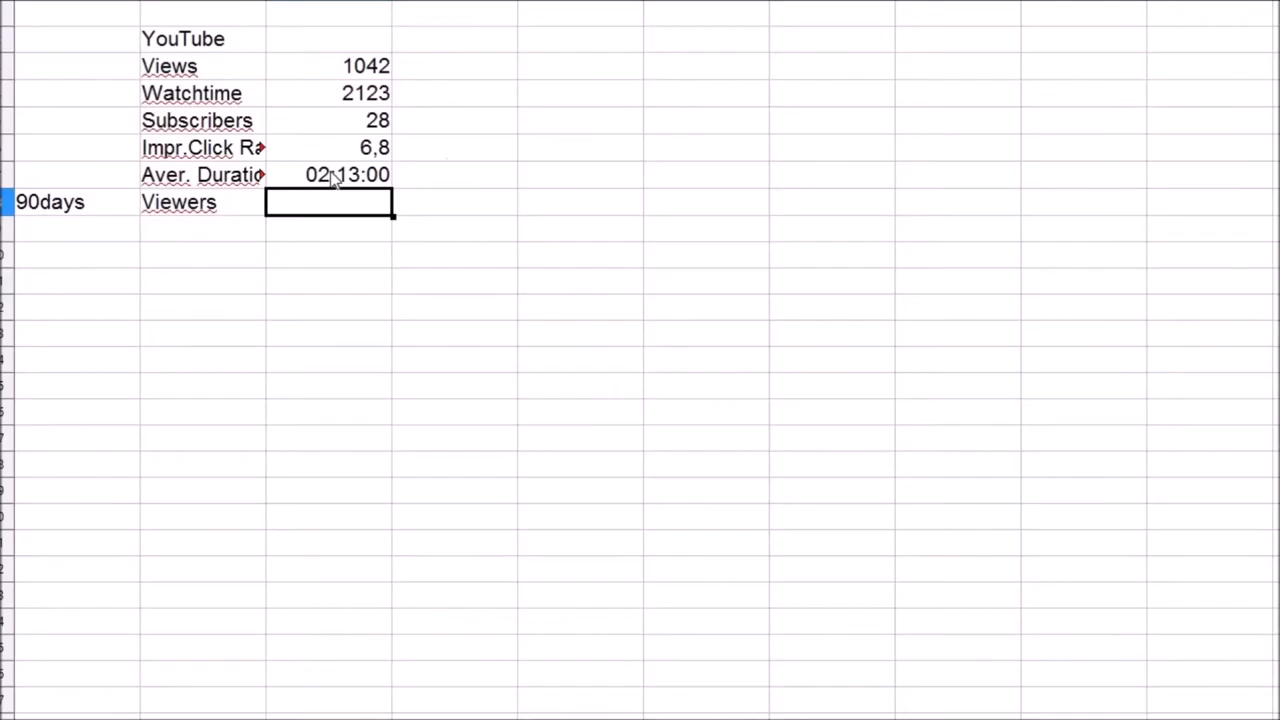 YouTube
Views 1042
Watchtime 2123
Subscribers 28
Impr.Click Ra 6,8
Aver. Duratio 02:13:00
90days Viewers